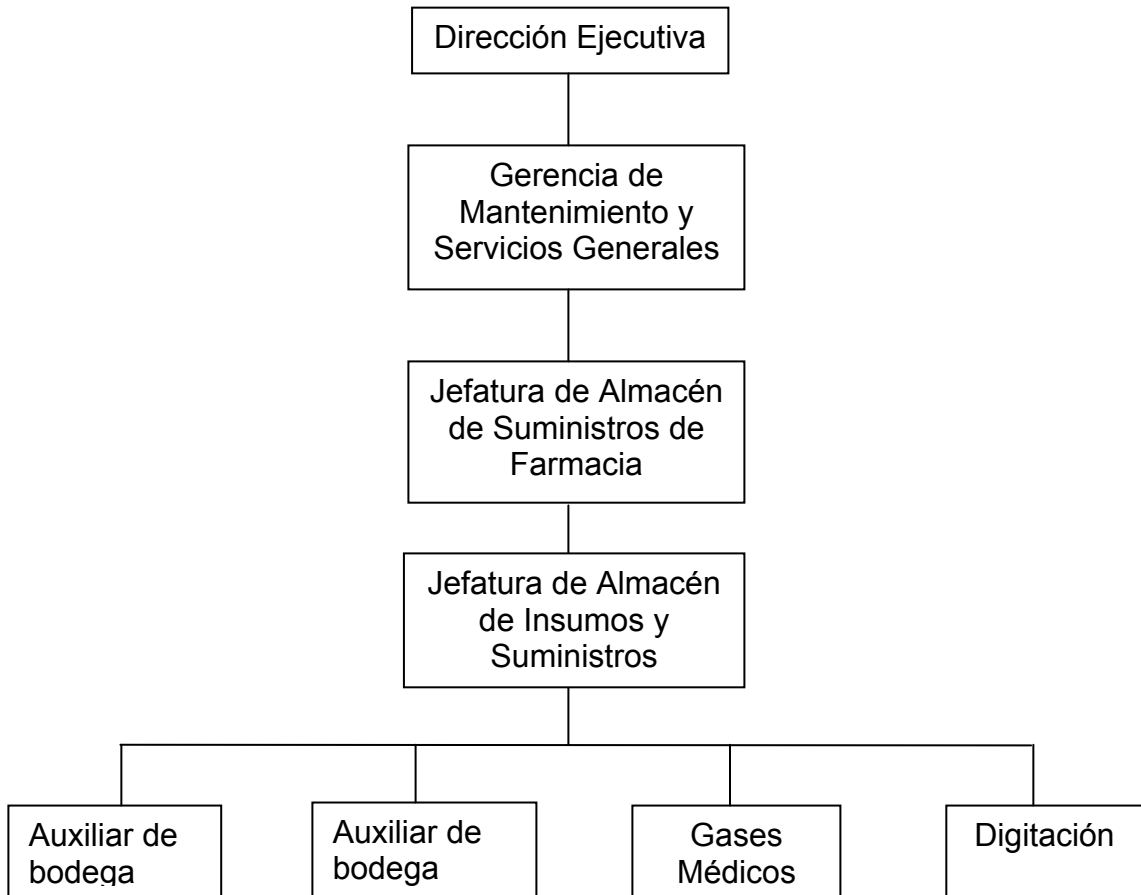 Dirección Ejecutiva
Gerencia de
Mantenimiento y
Servicios Generales
Jefatura de Almacén
de Suministros de
Farmacia
Jefatura de Almacén
de Insumos y
Suministros
Auxiliar de
bodega
Auxiliar de
bodega
Gases
Médicos
Digitación